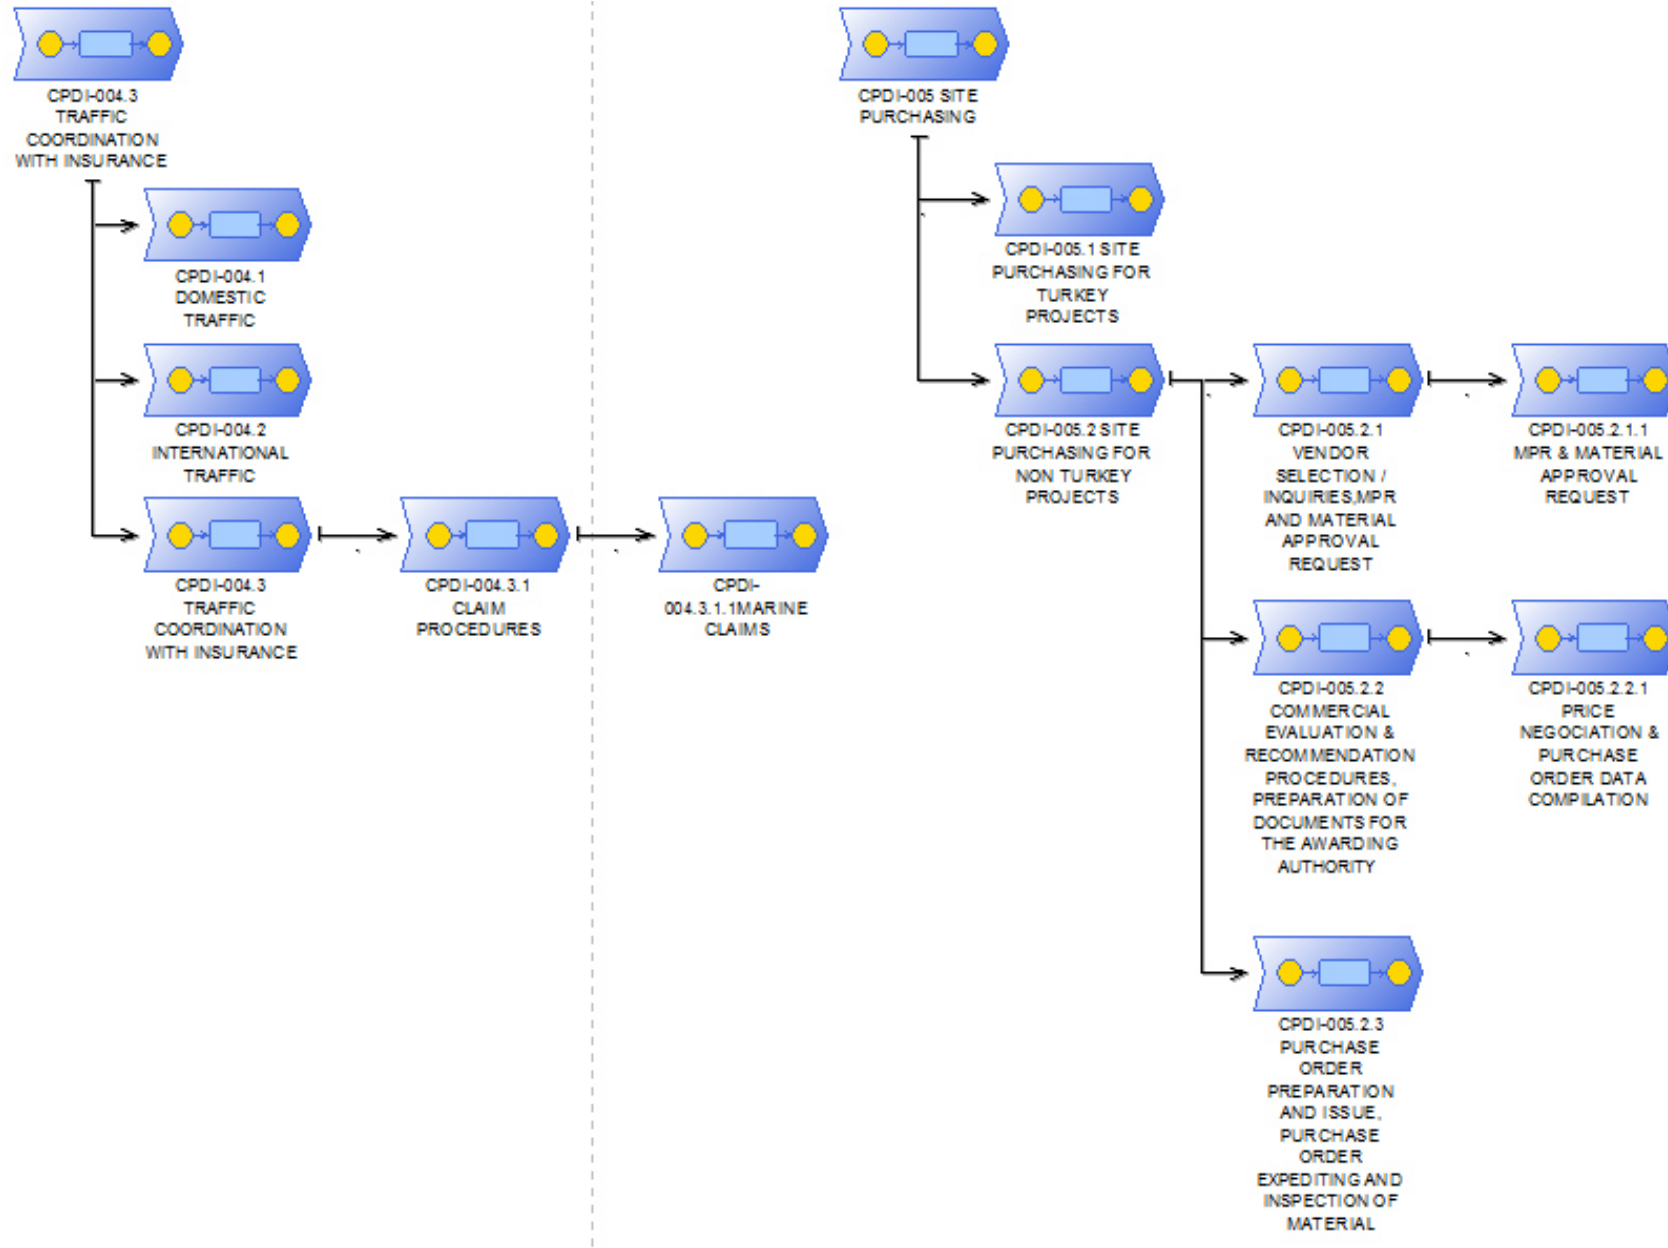 CPDI-004.3
TRAFFIC
COORDINATION
WITH INSURANCE
CPDI-004.1
DOMESTIC
TRAFFIC
CPDI-004.2
INTERNATIONAL
TRAFFIC
CPDI-004.3
TRAFFIC
COORDINATION
WITH INSURANCE
CPDI-004.3.1
CLAIM
PROCEDURES
CPDI-
004.3.1.1MARINE
CLAIMS
CPDI-005 SITE
PURCHASING
CPDI-005.1 SITE
PURCHASING FOR
TURKEY
PROJECTS
CPDI-005.2 SITE
PURCHASING FOR
NON TURKEY
PROJECTS
CPDI-005.2.1
VENDOR
SELECTION /
INQUIRIES,MPR
AND MATERIAL
APPROVAL
REQUEST
CPDI-005.2.1.1
MPR & MATERIAL
APPROVAL
REQUEST
CPDI-005.2.2
COMMERCIAL
EVALUATION &
RECOMMENDATION
PROCEDURES,
PREPARATION OF
DOCUMENTS FOR
THE AWARDING
AUTHORITY
CPDI-005.2.2.1
PRICE
NEGOCIATION &
PURCHASE
ORDER DATA
COMPILATION
CPDI-005.2.3
PURCHASE
ORDER
PREPARATION
AND ISSUE,
PURCHASE
ORDER
EXPEDITING AND
INSPECTION OF
MATERIAL